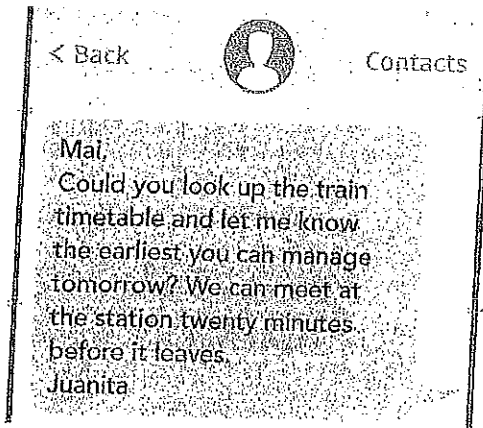 < Back
Contacts
Mai,
Could you look up the train
timetable and let me know
the earliest you can manage
tomorrow? We can meet at
the station twenty minutes
before it leaves.
Juanita